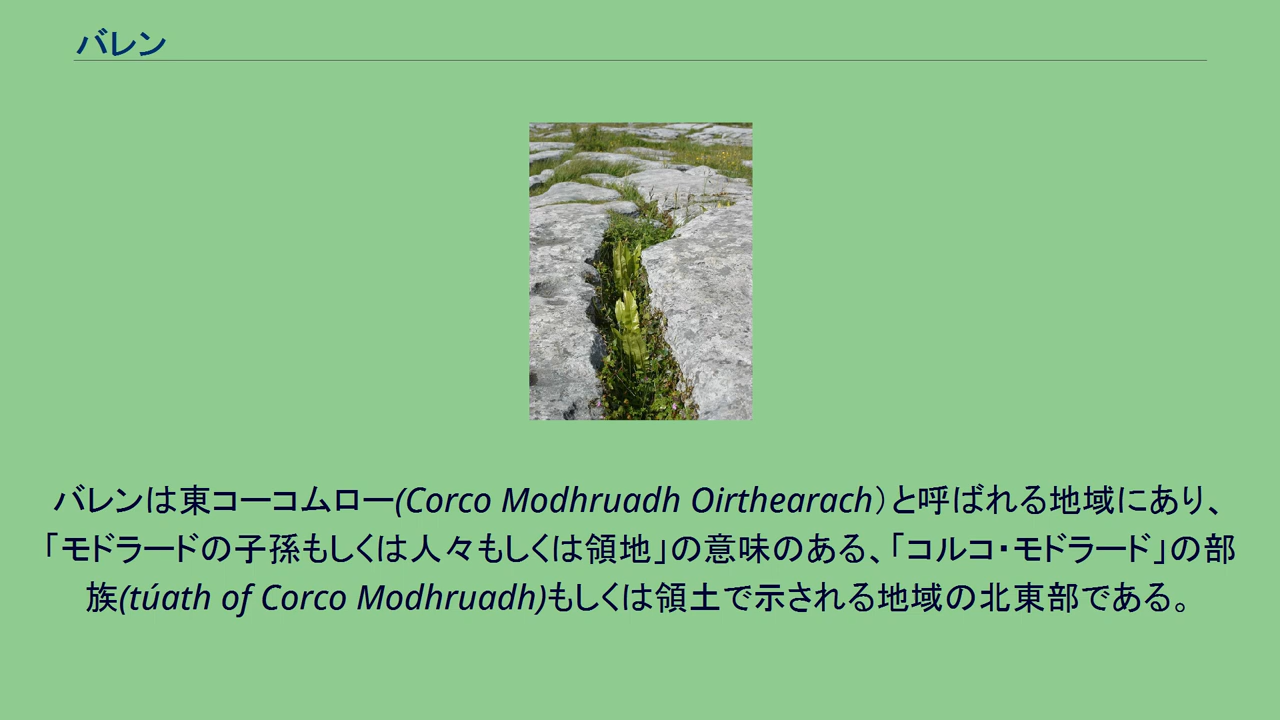 バレン
バレンは東コーコムロー(Corco Modhruadh Oirthearach）と呼ばれる地域にあり、
「モドラードの子孫もしくは人々もしくは領地」の意味のある、「コルコ・モドラード」の部
族(túath of Corco Modhruadh)もしくは領土で示される地域の北東部である。